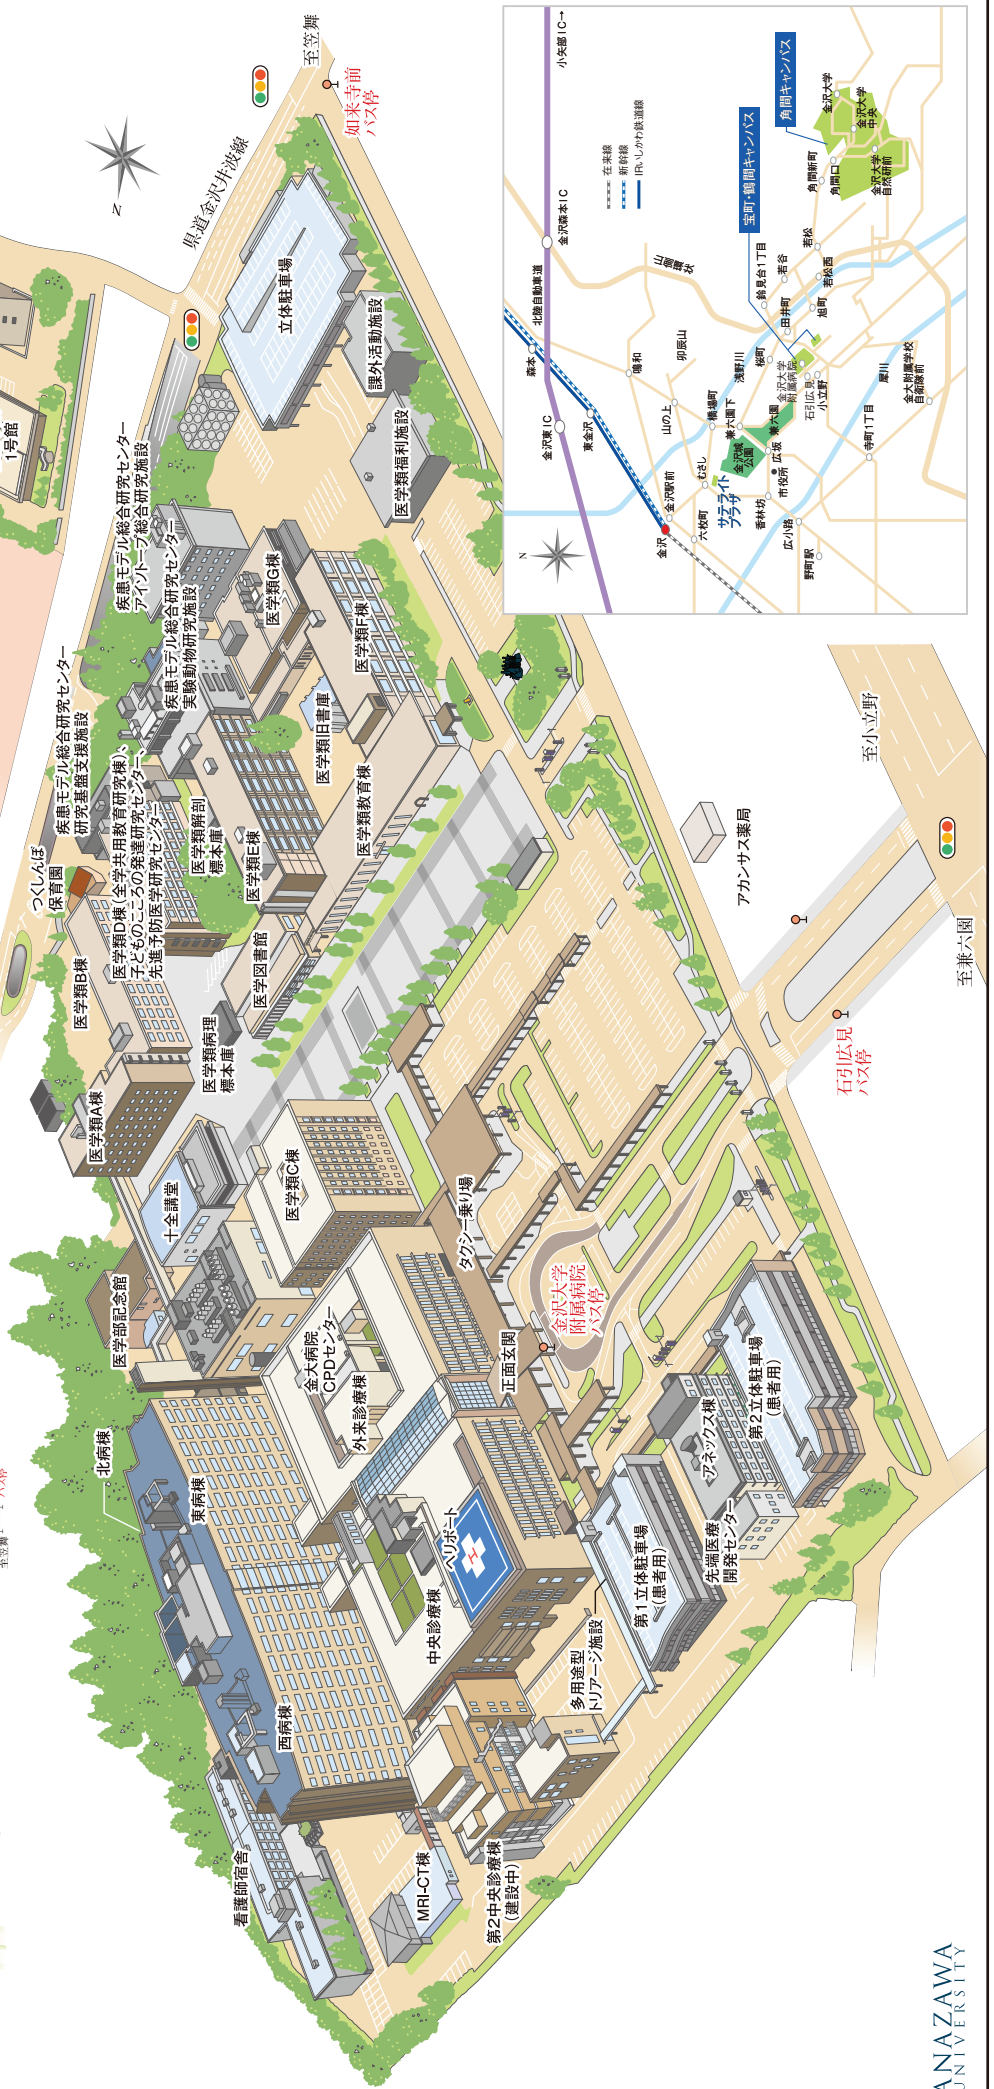 至笠舞
如来寺前
バス停
県道金沢井波線
N
立体駐車場
課外活動施設
医学類福利施設
1号館
疾患モデル総合研究センター
アイソトープ総合研究施設
疾患モデル総合研究センター
実験動物研究施設
医学類G棟
医学類F棟
疾患モデル総合研究センター
研究基盤支援施設
医学類旧書庫
医学類教育棟
医学類D棟(全学共用教育研究棟)、
子どものこころの発達研究センター、
先進予防医学研究センター
医学類解剖
標本庫
医学類E棟
つくしんぼ
保育園
医学類B棟
医学図書館
医学類病理
標本庫
医学類A棟
十全講堂
医学類C棟
医学部記念館
タクシー乗り場
金大病院
CPDセンター
外来診療棟
正面玄関
金沢大学
附属病院
バス停
北病棟
東病棟
西病棟
中央診療棟
ヘリポート
看護師宿舎
MRI-CT棟
第2中央診療棟
(建設中)
多用途型
トリアージ施設
第1立体駐車場
(患者用)
先端医療
開発センター
アネックス棟
第2立体駐車場
(患者用)
アカンサス薬局
至小立野
至兼六園
石引広見
バス停
至笠舞
バス停
小矢部IC→
金沢森本IC
北陸自動車道
金沢東IC
森本
東金沢
金沢
金沢駅前
在来線
新幹線
IRいしかわ鉄道線
山側環状
鳴和
卯辰山
山の上
橋場町
浅野川
兼六園下
むさし
六枚町
サテライト
プラザ
金沢城
公園
兼六園
広坂
市役所
香林坊
広小路
野町駅
寺町1丁目
犀川
金大附属学校
自衛隊前
石引広見
小立野
金沢大学
附属病院
桜町
田井町
旭町
鈴見台1丁目
若谷
若松
若松西
宝町・鶴間キャンパス
角間キャンパス
角間新町
角間口
金沢大学
金沢大学
中央
金沢大学
自然研前
N
ANAZAWA
UNIVERSITY